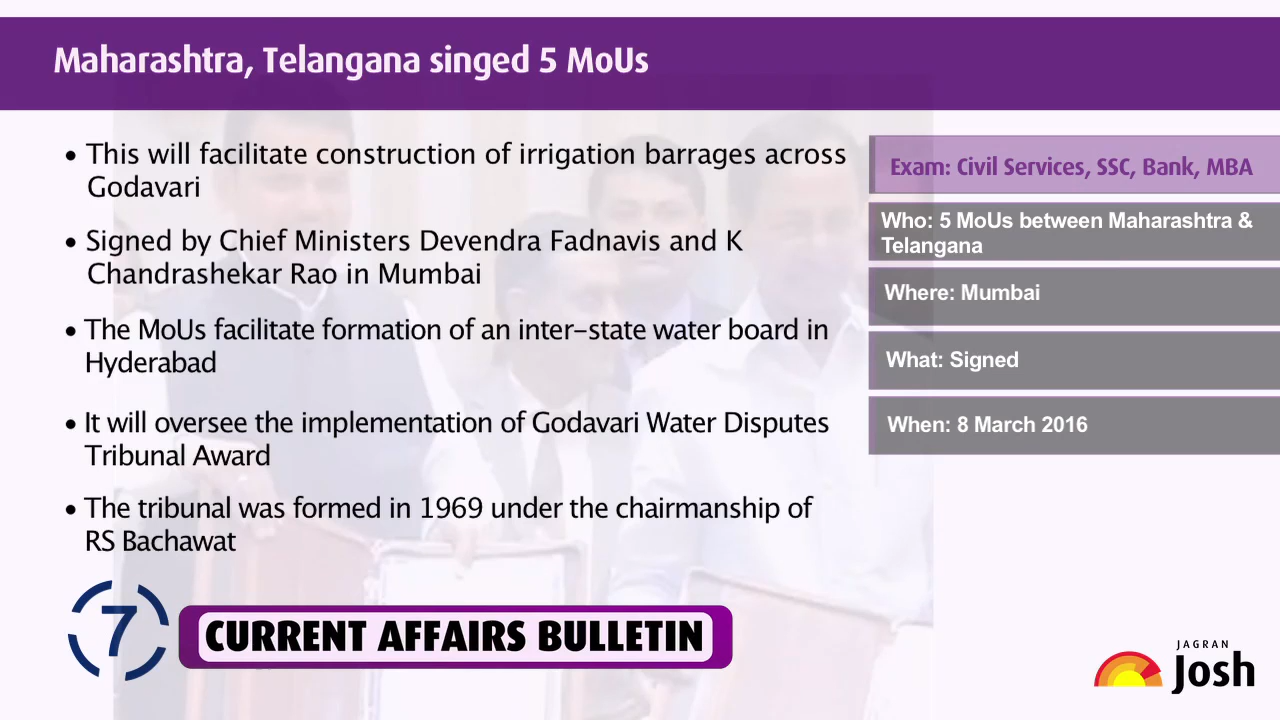 Maharashtra, Telangana singed 5 MoUs
• This will facilitate construction of irrigation barrages across
Godavari
• Signed by Chief Ministers Devendra Fadnavis and K
Chandrashekar Rao in Mumbai
• The MoUs facilitate formation of an inter–state water board in
Hyderabad
• It will oversee the implementation of Godavari Water Disputes
Tribunal Award
• The tribunal was formed in 1969 under the chairmanship of
RS Bachawat
Exam: Civil Services, SSC, Bank, MBA
Who: 5 MoUs between Maharashtra &
Telangana
Where: Mumbai
What: Signed
When: 8 March 2016
7
CURRENT AFFAIRS BULLETIN
JAGRAN
Josh